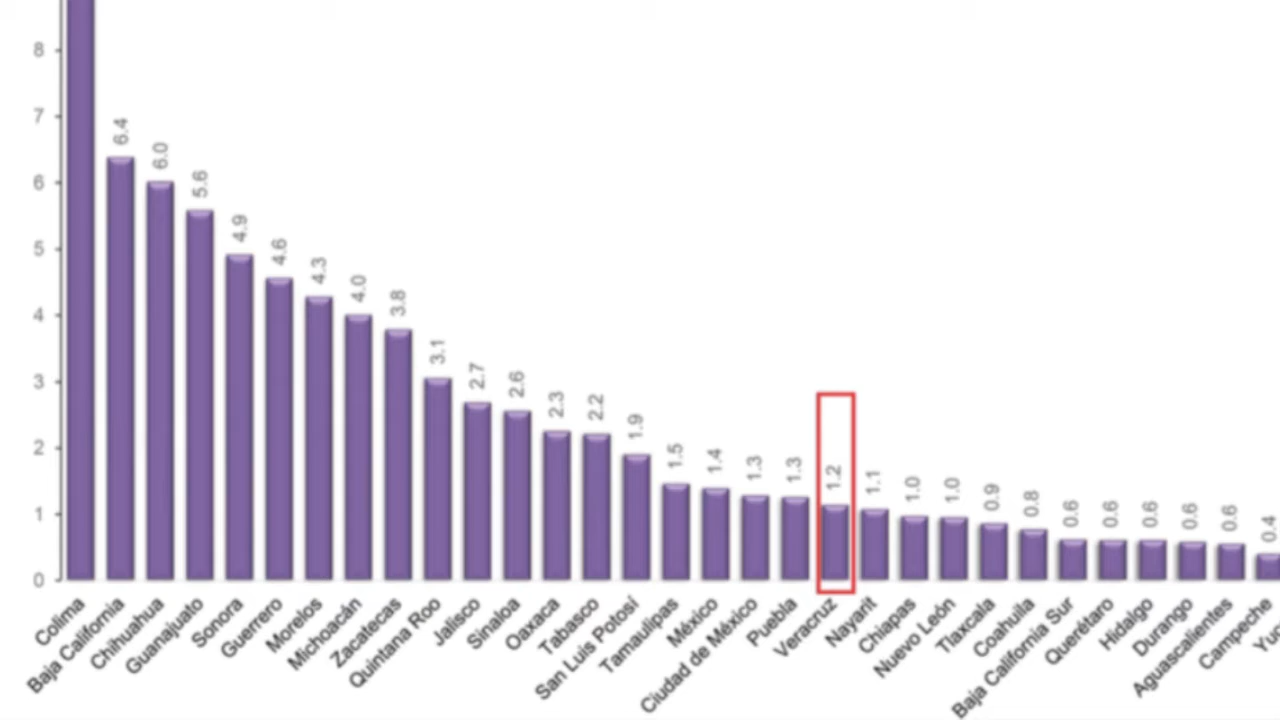 8
7
6
5
4
3
2
1
0
6.4
6.0
5.6
4.9
4.6
4.3
4.0
3.8
3.1
2.7
2.6
2.3
2.2
1.9
1.5
1.4
1.3
1.3
1.2
1.1
1.0
1.0
0.9
0.8
0.6
0.6
0.6
0.6
0.6
0.4
Colima
Baja California
Chihuahua
Guanajuato
Sonora
Guerrero
Morelos
Michoacán
Zacatecas
Quintana Roo
Jalisco
Sinaloa
Oaxaca
Tabasco
San Luis Potosí
Tamaulipas
México
Ciudad de México
Puebla
Veracruz
Nayarit
Chiapas
Nuevo León
Tlaxcala
Coahuila
Baja California Sur
Querétaro
Hidalgo
Durango
Aguascalientes
Campeche